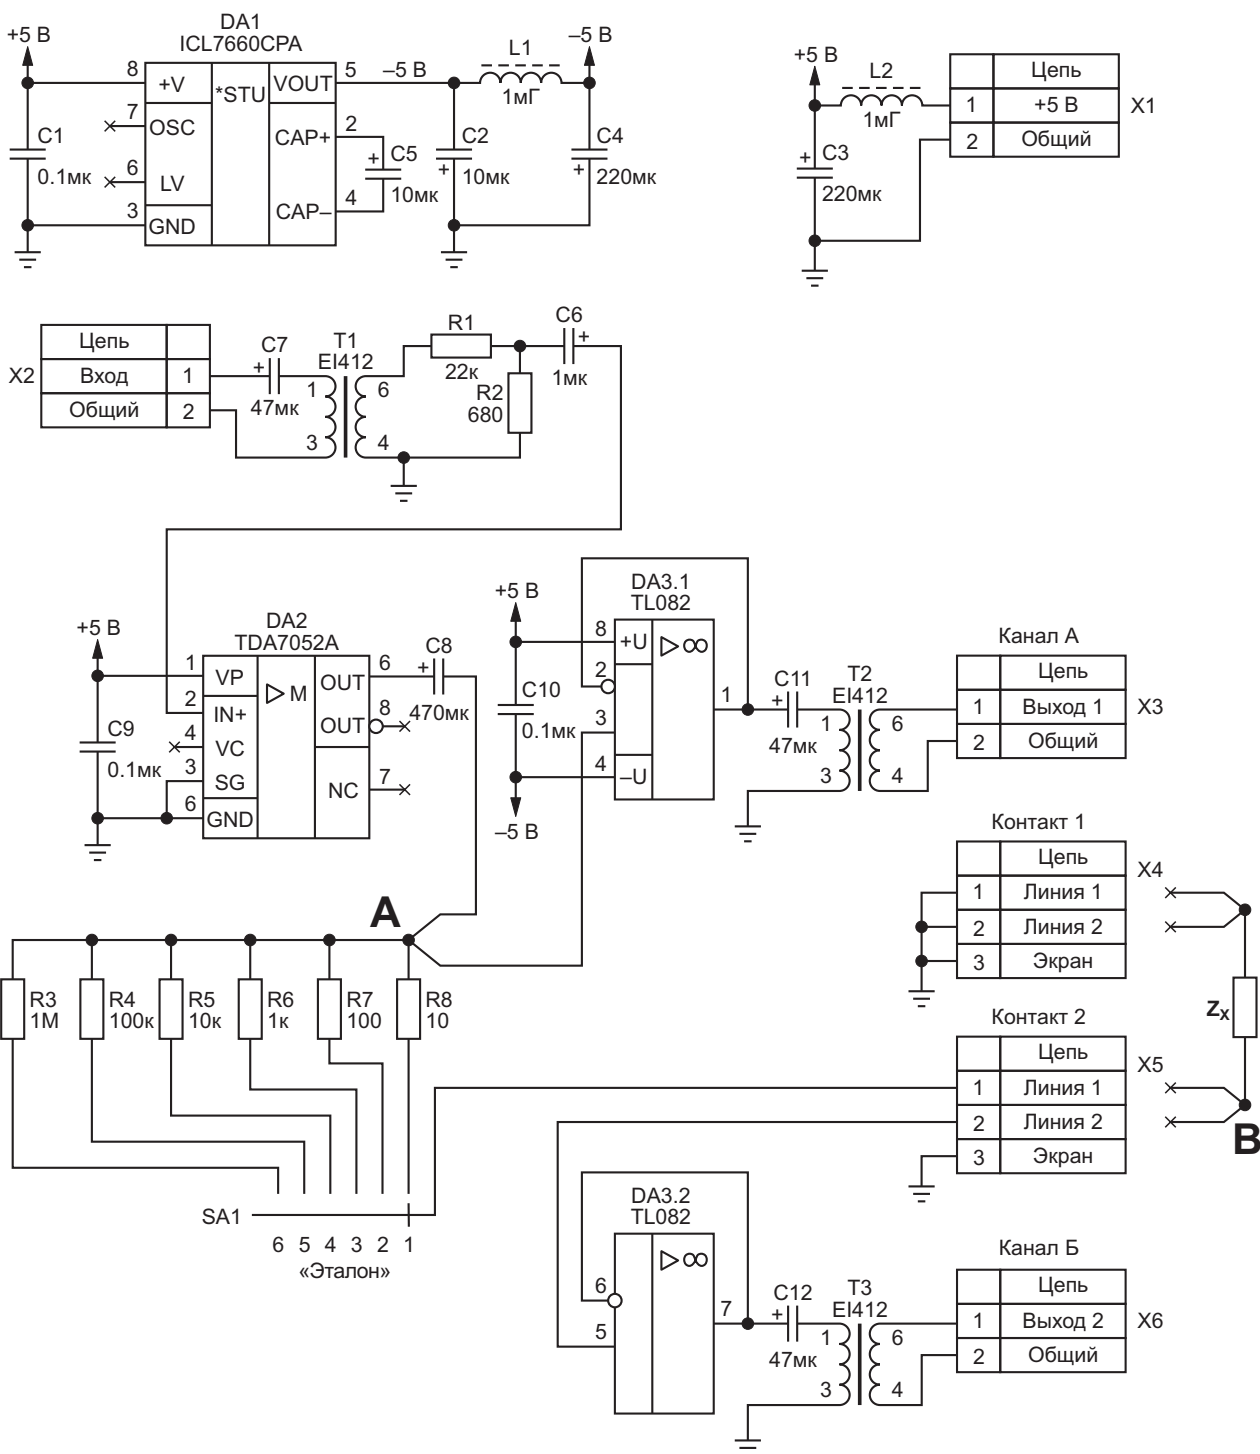 DA1
ICL7660CPA
+5 В
8
+V
*STU
VOUT
5
–5 В
L1
1мГ
–5 В
7
OSC
CAP+
2
C1
0.1мк
6
LV
C5
10мк
C2
10мк
C4
220мк
3
GND
CAP–
4
+
+
+
+5 В
L2
1мГ
Цепь
1
+5 В
X1
2
Общий
+
C3
220мк
Цепь
X2
Вход
1
Общий
2
+
C7
47мк
T1
EI412
1
6
3
4
R1
22к
R2
680
C6
+
1мк
+5 В
DA2
TDA7052A
1
VP
M
OUT
6
+
C8
470мк
2
IN+
OUT
8
4
VC
3
SG
NC
7
6
GND
C9
0.1мк
+5 В
C10
0.1мк
–5 В
DA3.1
TL082
8
+U
∞
2
3
4
–U
1
C11
+
47мк
T2
EI412
1
6
3
4
Канал А
Цепь
1
Выход 1
X3
2
Общий
Контакт 1
Цепь
X4
1
Линия 1
2
Линия 2
3
Экран
Zx
Контакт 2
Цепь
X5
1
Линия 1
2
Линия 2
3
Экран
B
A
R3
1М
R4
100к
R5
10к
R6
1к
R7
100
R8
10
SA1
6 5 4 3 2 1
«Эталон»
DA3.2
TL082
∞
6
5
7
C12
+
47мк
T3
EI412
1
6
3
4
Канал Б
Цепь
1
Выход 2
X6
2
Общий